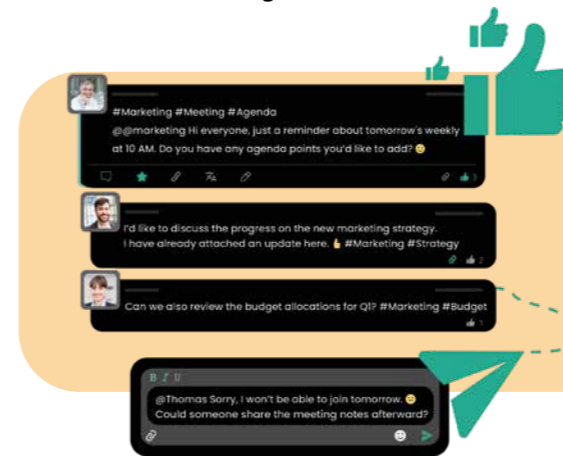 #Marketing #Meeting #Agenda
@@marketing Hi everyone, just a reminder about tomorrow's weekly
at 10 AM. Do you have any agenda points you'd like to add? 😊
3
I'd like to discuss the progress on the new marketing strategy.
I have already attached an update here. 👆 #Marketing #Strategy
2
Can we also review the budget allocations for Q1? #Marketing #Budget
1
B I U
@Thomas Sorry, I won't be able to join tomorrow. 😕
Could someone share the meeting notes afterward?